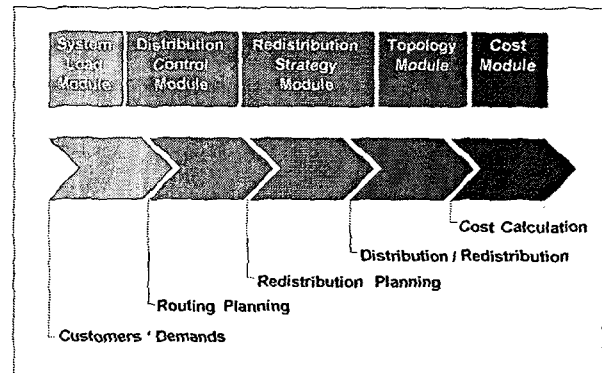 System
Load
Module
Distribution
Control
Module
Redistribution
Strategy
Module
Topology
Module
Cost
Module
Cost Calculation
Distribution / Redistribution
Redistribution Planning
Routing Planning
Customers ' Demands